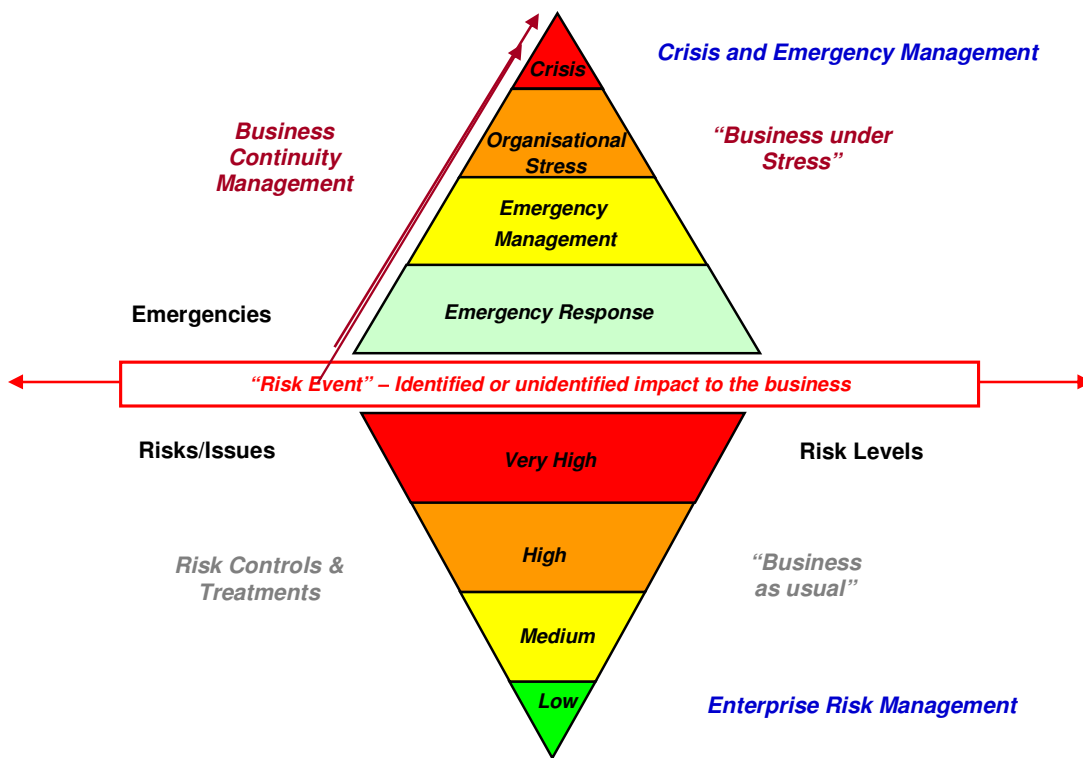 Crisis and Emergency Management
Crisis
Business
Continuity
Management
Organisational
Stress
“Business under
Stress”
Emergency
Management
Emergencies
Emergency Response
“Risk Event” – Identified or unidentified impact to the business
Risks/Issues
Very High
Risk Levels
Risk Controls &
Treatments
High
“Business
as usual”
Medium
Low
Enterprise Risk Management